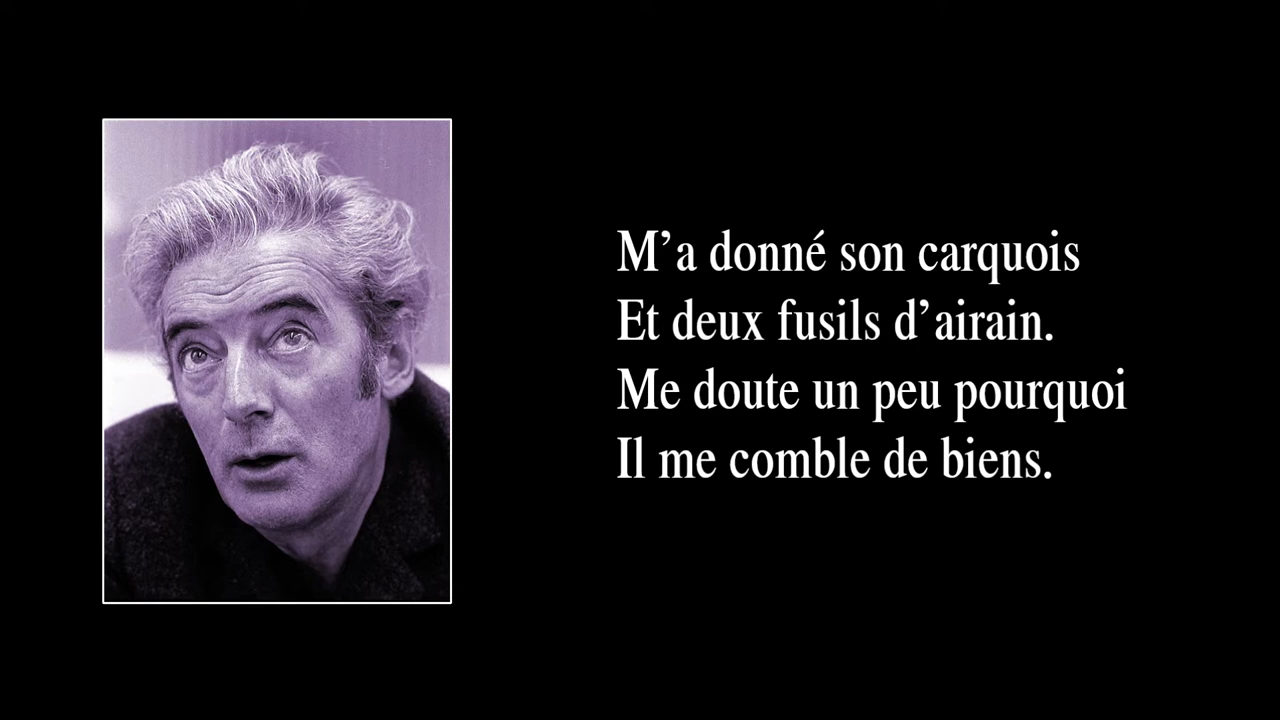 M’a donné son carquois
Et deux fusils d’airain.
Me doute un peu pourquoi
Il me comble de biens.